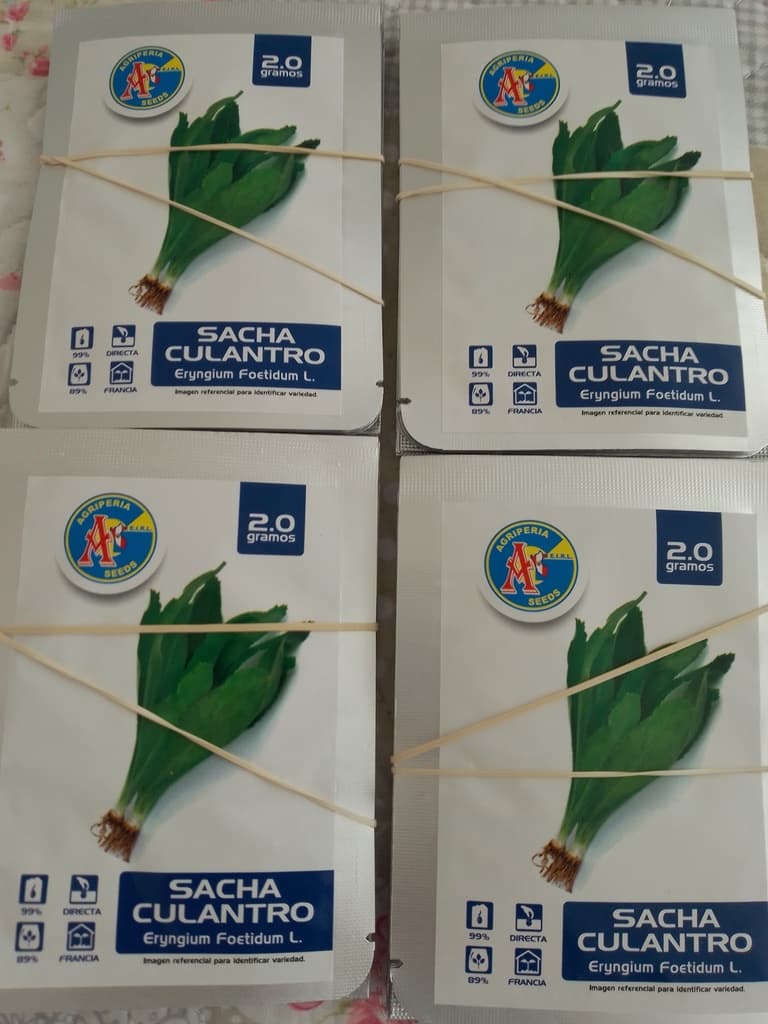 AGRIPERIA
E.I.R.L.
SEEDS
2.0
gramos
SACHA
CULANTRO
Eryngium Foetidum L.
Imagen referencial para identificar variedad.
99%
DIRECTA
89%
FRANCIA
AGRIPERIA
E.I.R.L.
SEEDS
2.0
gramos
SACHA
CULANTRO
Eryngium Foetidum L.
Imagen referencial para identificar variedad.
99%
DIRECTA
89%
FRANCIA
AGRIPERIA
E.I.R.L.
SEEDS
2.0
gramos
SACHA
CULANTRO
Eryngium Foetidum L.
Imagen referencial para identificar variedad.
99%
DIRECTA
89%
FRANCIA
AGRIPERIA
E.I.R.L.
SEEDS
2.0
gramos
SACHA
CULANTRO
Eryngium Foetidum L.
Imagen referencial para identificar variedad.
99%
DIRECTA
89%
FRANCIA